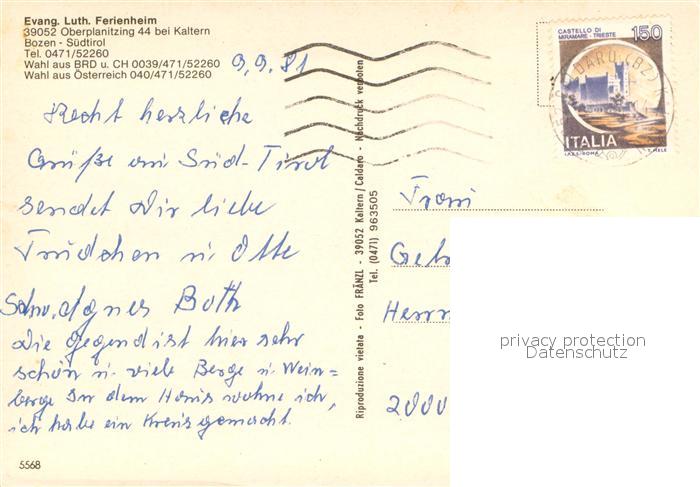 Evang. Luth. Ferienheim
39052 Oberplanitzing 44 bei Kaltern
Bozen - Südtirol
Tel. 0471/52260
Wahl aus BRD u. CH 0039/471/52260
Wahl aus Österreich 040/471/52260
9.9.81
Recht herzliche
Grüße aus Süd-Tirol
sendet Dir liebe
Trudchen u. Otto
Schw. Agnes Both
Die Gegend ist hier sehr
schön u. viele Berge u. Wein=
berge In dem Haus wohne ich,
ich habe ein Kreis gemacht.
5568
Riproduzione vietata - Foto FRÄNZL - 39052 Kaltern / Caldaro - Nachdruck verboten
Tel. (0471) 963505
CASTELLO DI
MIRAMARE - TRIESTE
150
ITALIA
CALDARO (BZ)
Herrn
privacy protection
Datenschutz